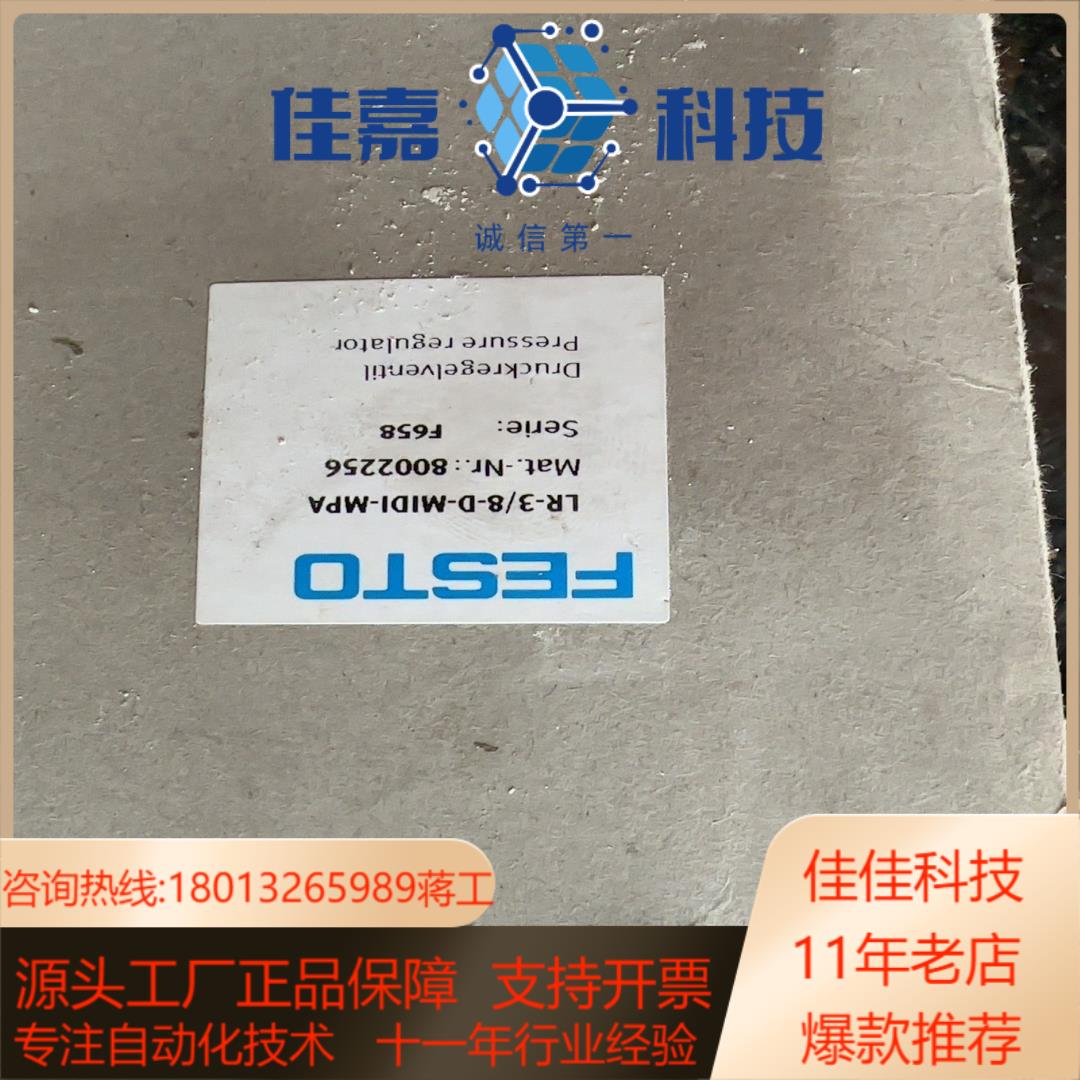 佳嘉科技
诚信第一
FESTO
LR-3/8-D-MIDI-MPA
Mat.-Nr.: 8002256
Serie: F658
Druckregelventil
Pressure regulator
咨询热线:18013265989蒋工
源头工厂正品保障 支持开票
专注自动化技术 十一年行业经验
佳佳科技
11年老店
爆款推荐